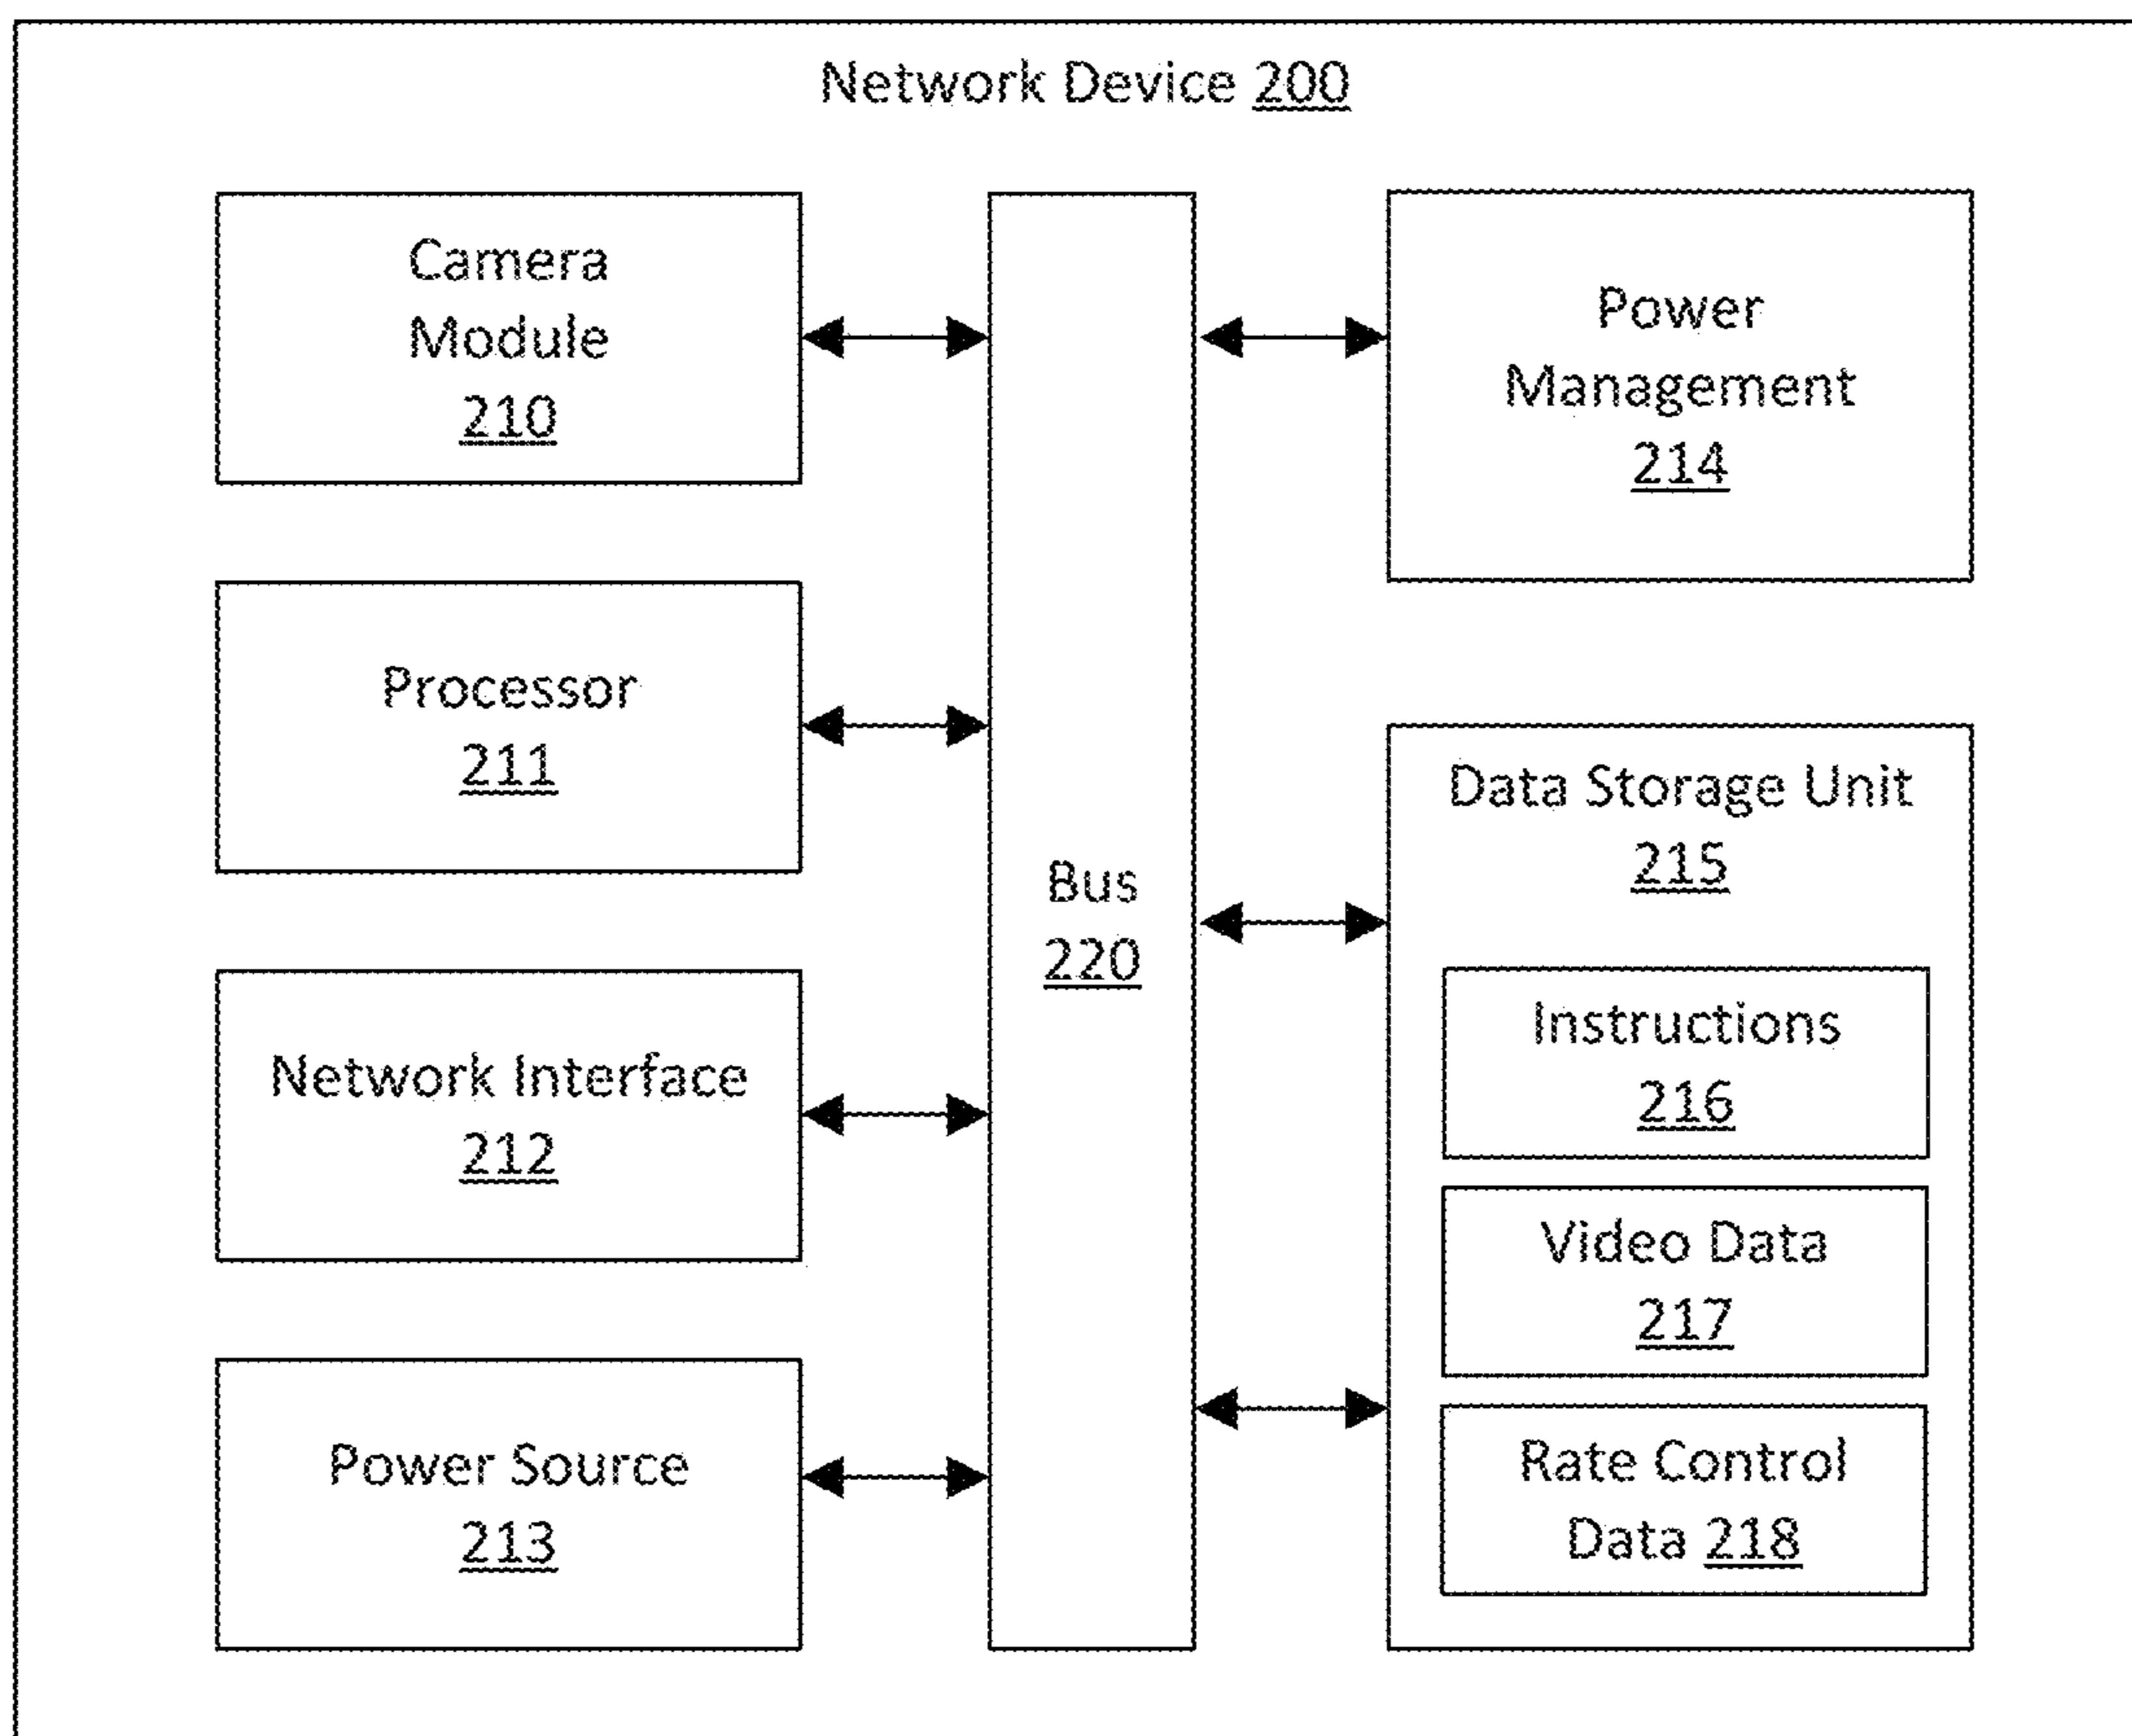 Network Device 200
Camera
Module
210
Processor
211
Network Interface
212
Power Source
213
Bus
220
Power
Management
214
Data Storage Unit
215
Instructions
216
Video Data
217
Rate Control
Data 218